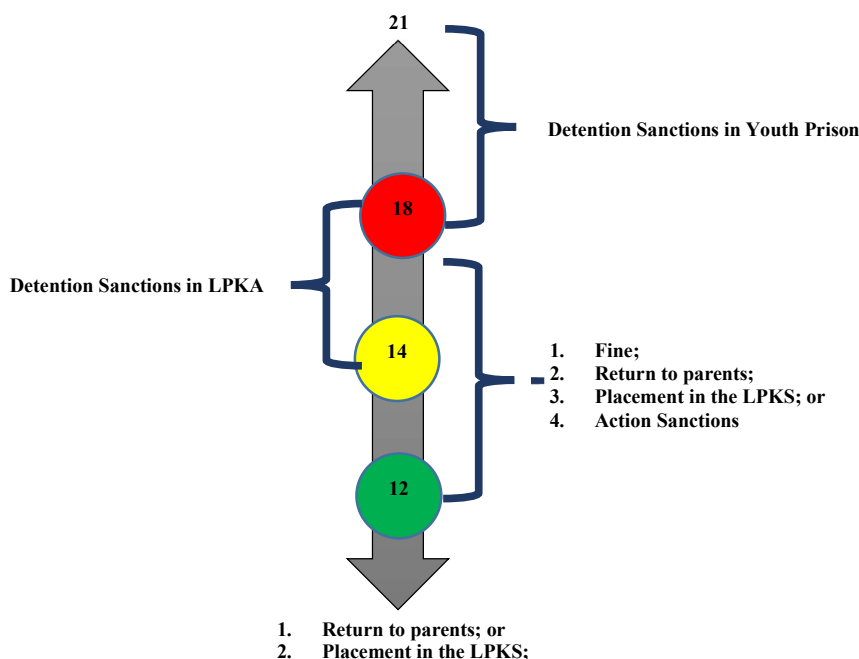 21
Detention Sanctions in Youth Prison
18
Detention Sanctions in LPKA
14
1. Fine;
2. Return to parents;
3. Placement in the LPKS; or
4. Action Sanctions
12
1. Return to parents; or
2. Placement in the LPKS;